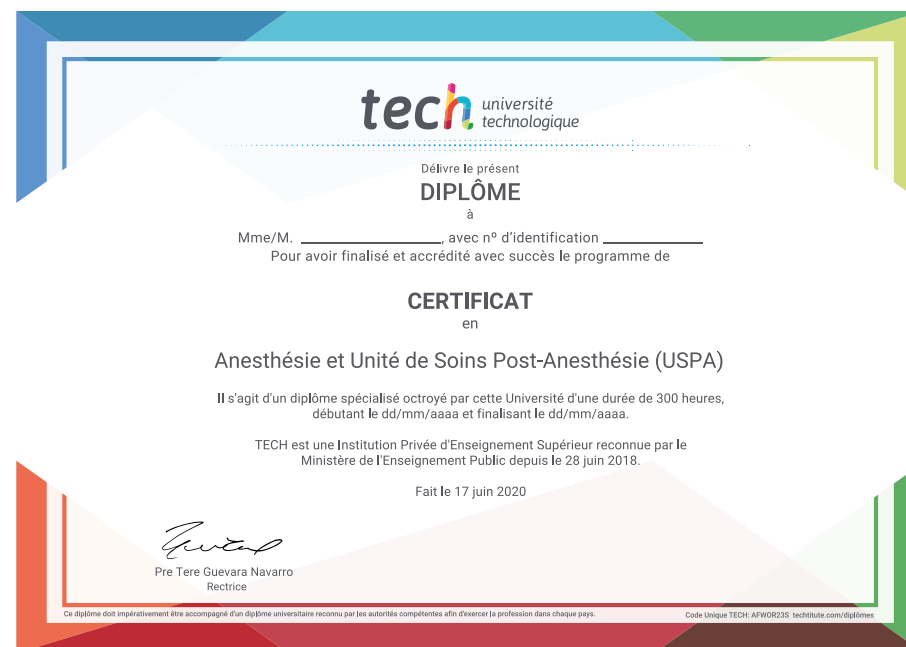 tech université
technologique
Délivre le présent
DIPLÔME
à
Mme/M. ____________________, avec nº d'identification ______________
Pour avoir finalisé et accrédité avec succès le programme de
CERTIFICAT
en
Anesthésie et Unité de Soins Post-Anesthésie (USPA)
Il s'agit d'un diplôme spécialisé octroyé par cette Université d'une durée de 300 heures,
débutant le dd/mm/aaaa et finalisant le dd/mm/aaaa.
TECH est une Institution Privée d'Enseignement Supérieur reconnue par le
Ministère de l'Enseignement Public depuis le 28 juin 2018.
Fait le 17 juin 2020
Pre Tere Guevara Navarro
Rectrice
Ce diplôme doit impérativement être accompagné d'un diplôme universitaire reconnu par les autorités compétentes afin d'exercer la profession dans chaque pays.
Code Unique TECH: AFWOR23S techtitute.com/diplômes